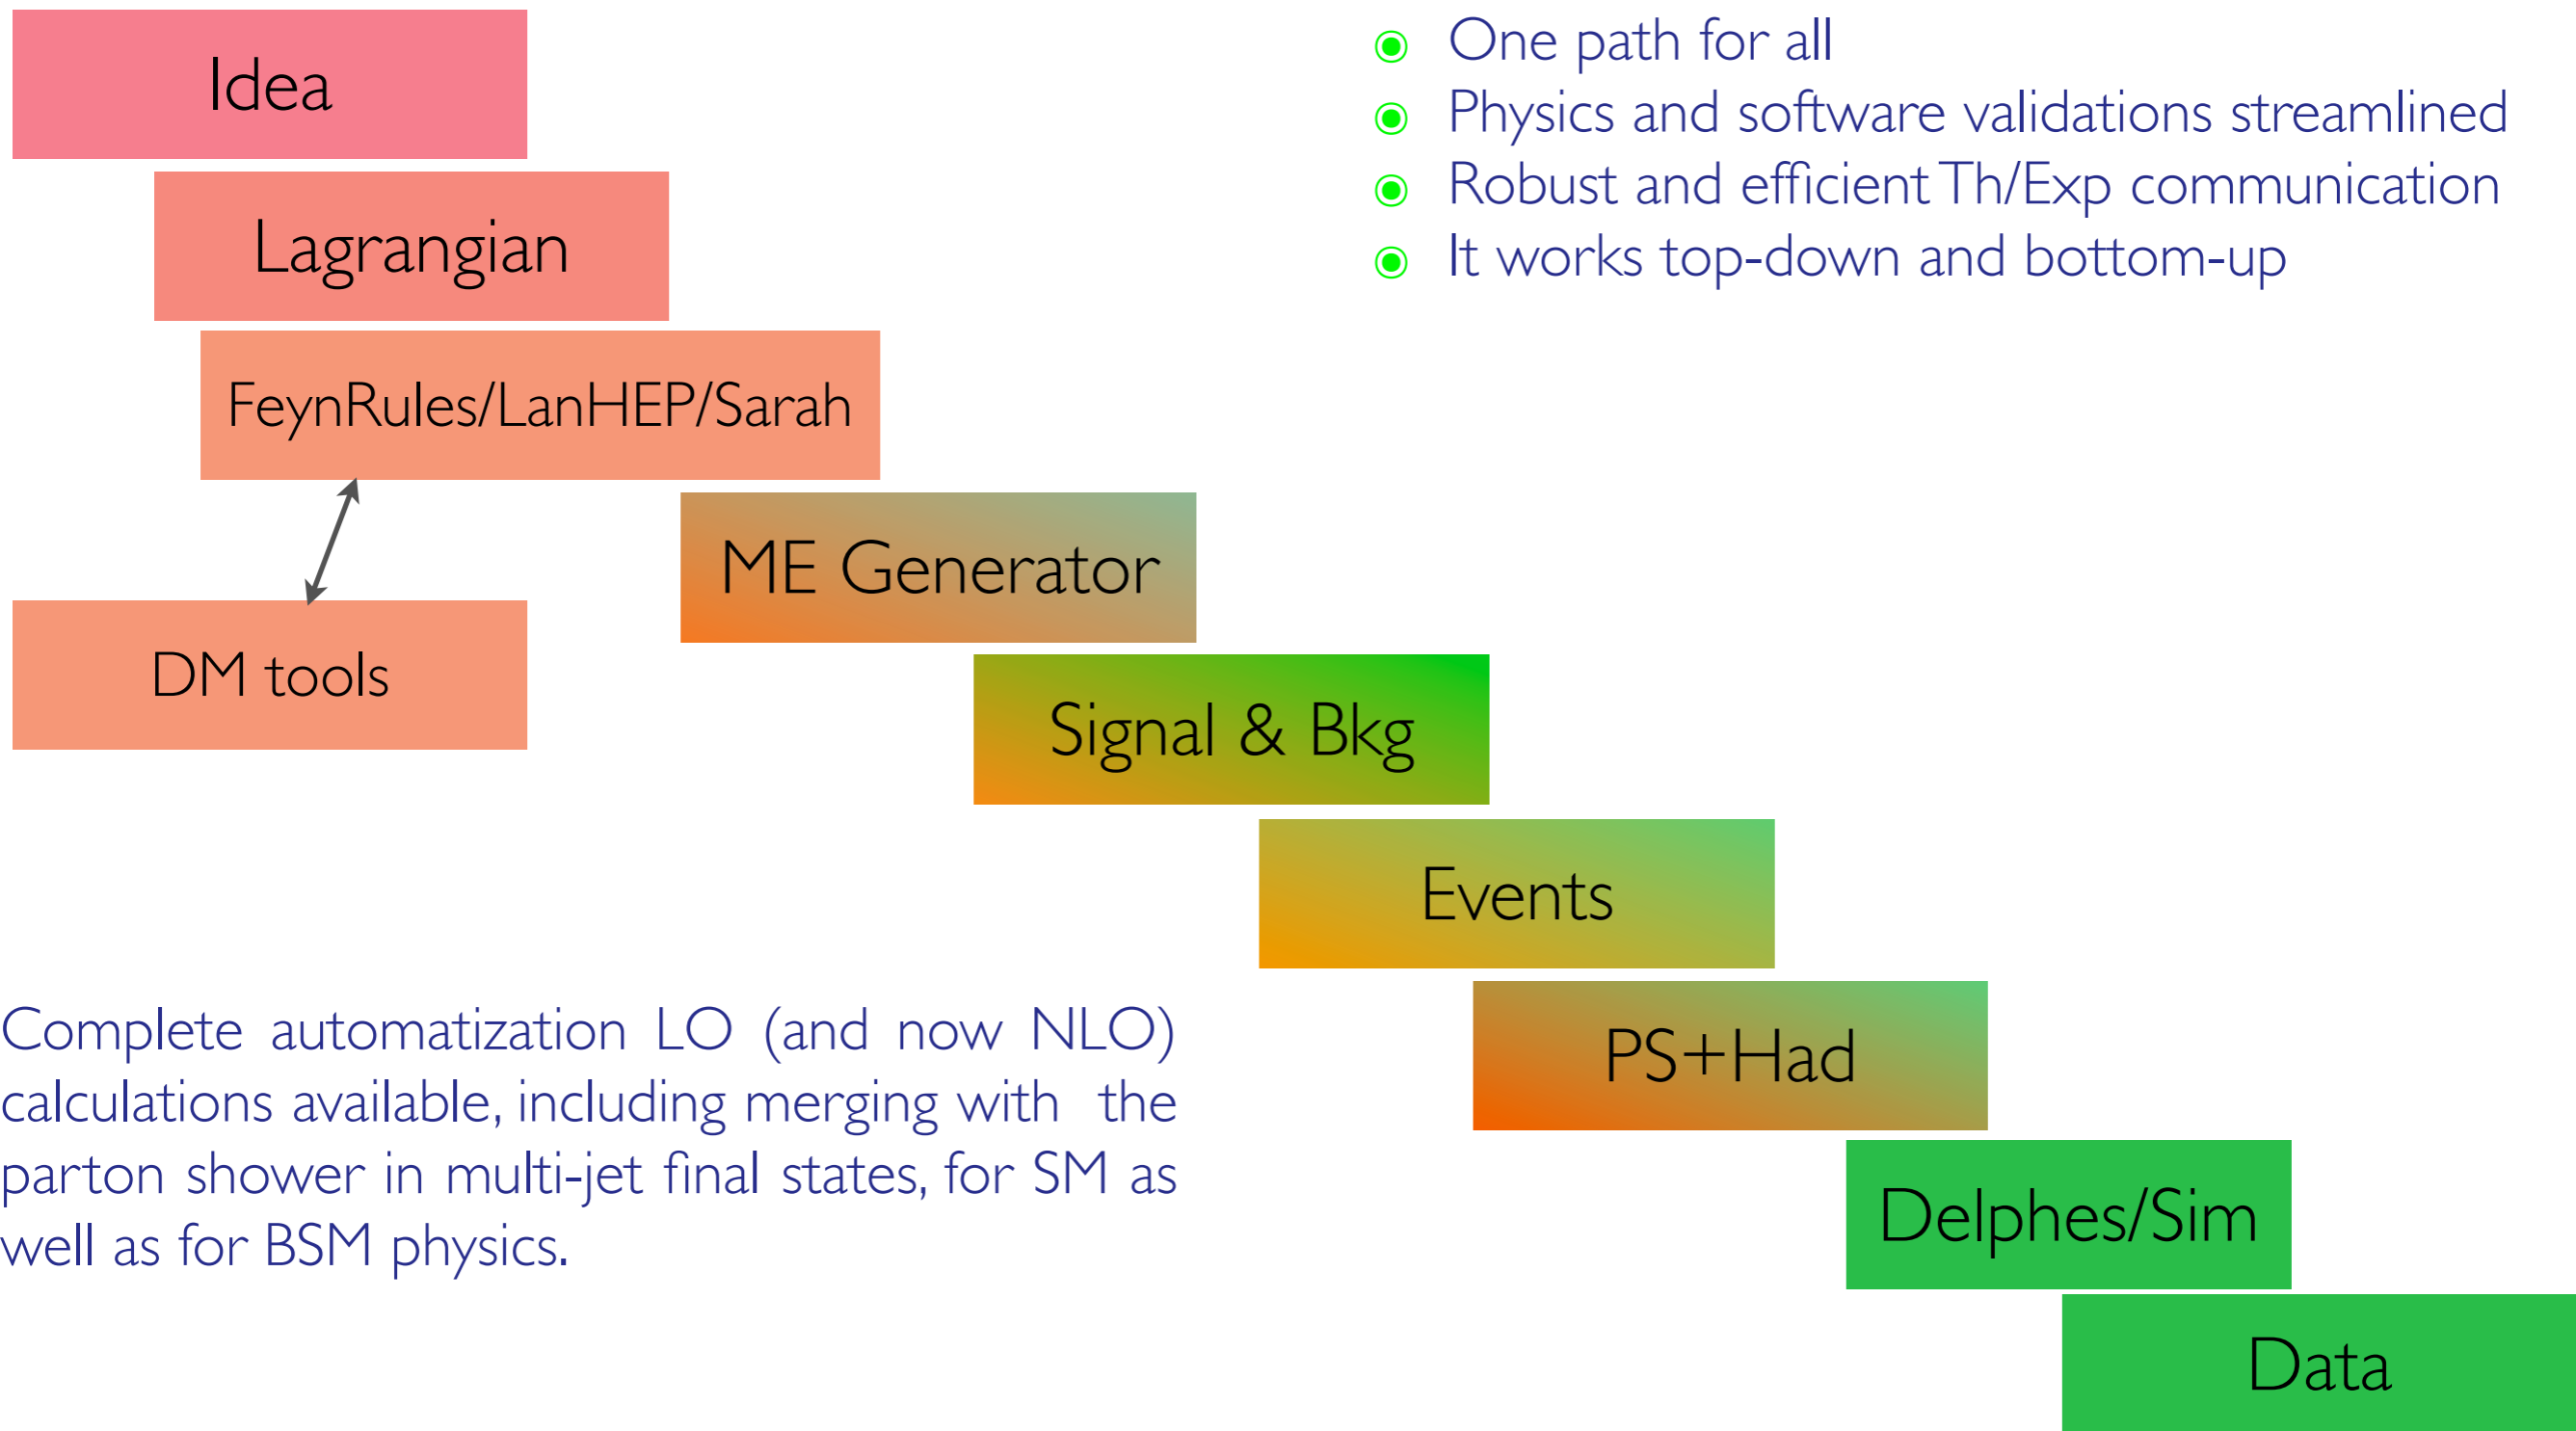 Idea
Lagrangian
FeynRules/LanHEP/Sarah
DM tools
ME Generator
Signal & Bkg
Events
PS+Had
Delphes/Sim
Data
One path for all
Physics and software validations streamlined
Robust and efficient Th/Exp communication
It works top-down and bottom-up
Complete automatization LO (and now NLO)
calculations available, including merging with the
parton shower in multi-jet final states, for SM as
well as for BSM physics.